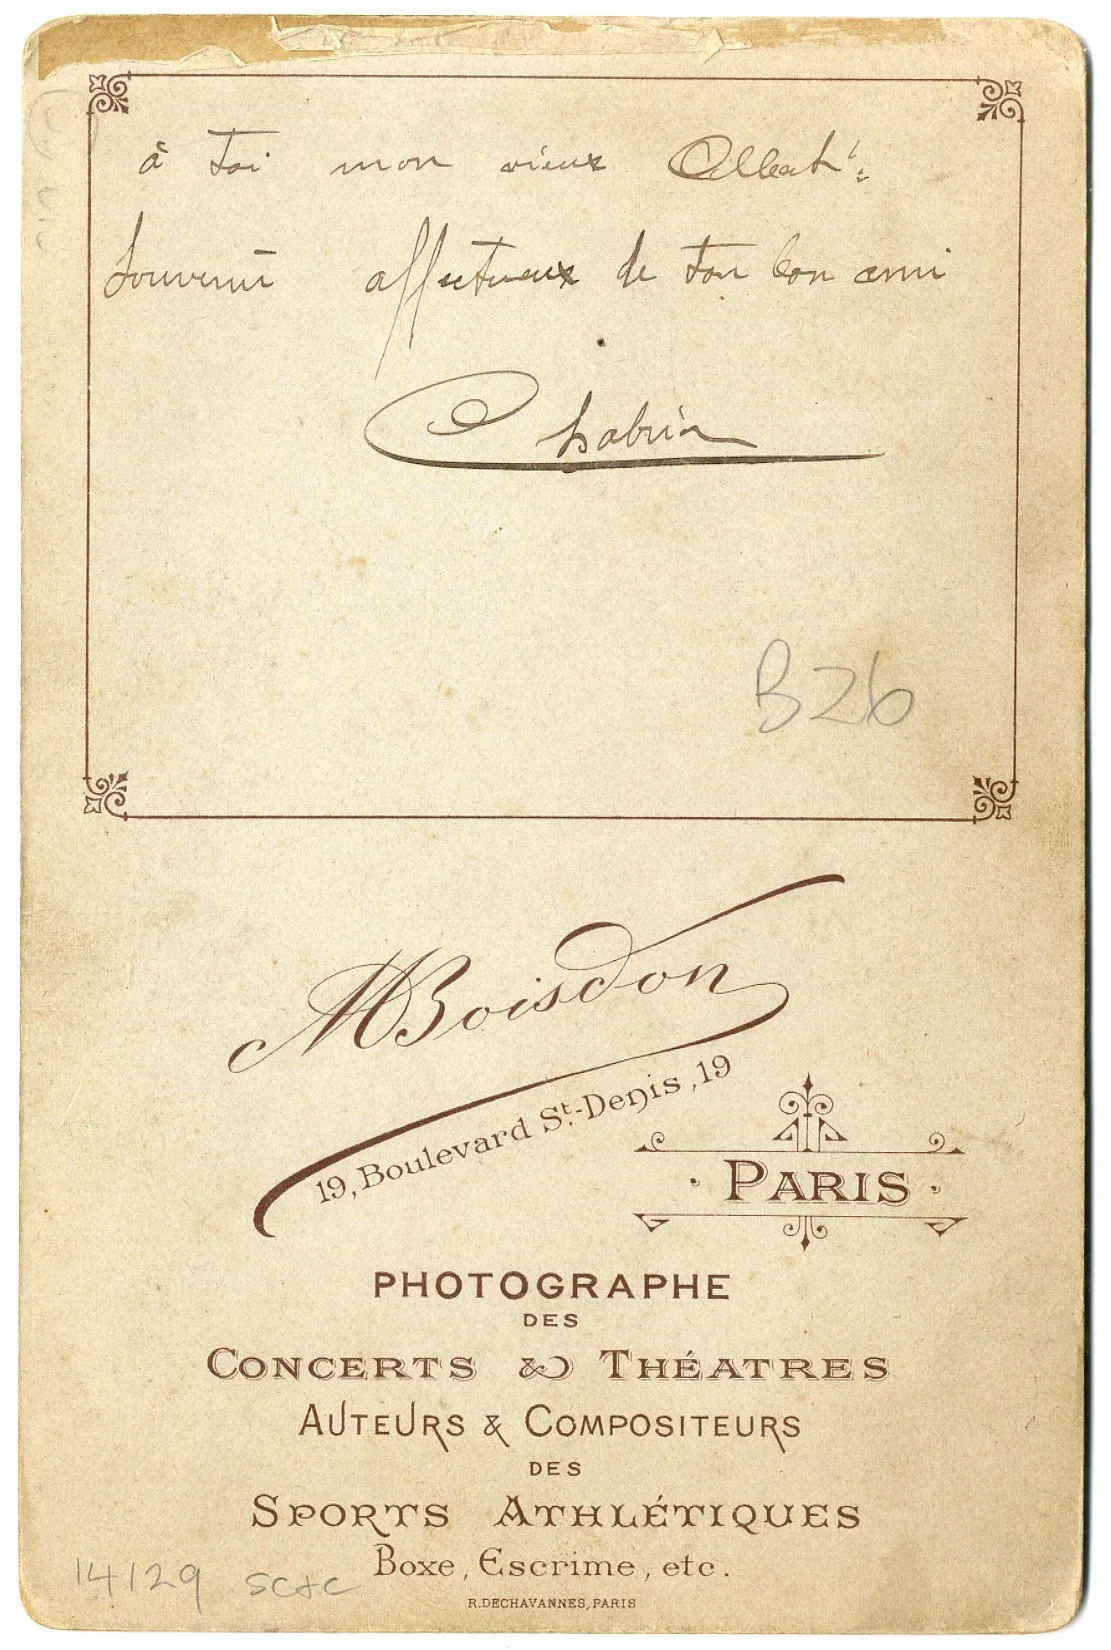 à toi mon vieux Albert
Souvenir affectueux de ton bon ami
Chabrier
B26
MBoisdon
19, Boulevard St.-Denis, 19
PARIS
PHOTOGRAPHE
DES
CONCERTS & THÉATRES
AUTEURS & COMPOSITEURS
DES
SPORTS ATHLÉTIQUES
Boxe, Escrime, etc.
14129 SC+C
R.DECHAVANNES, PARIS